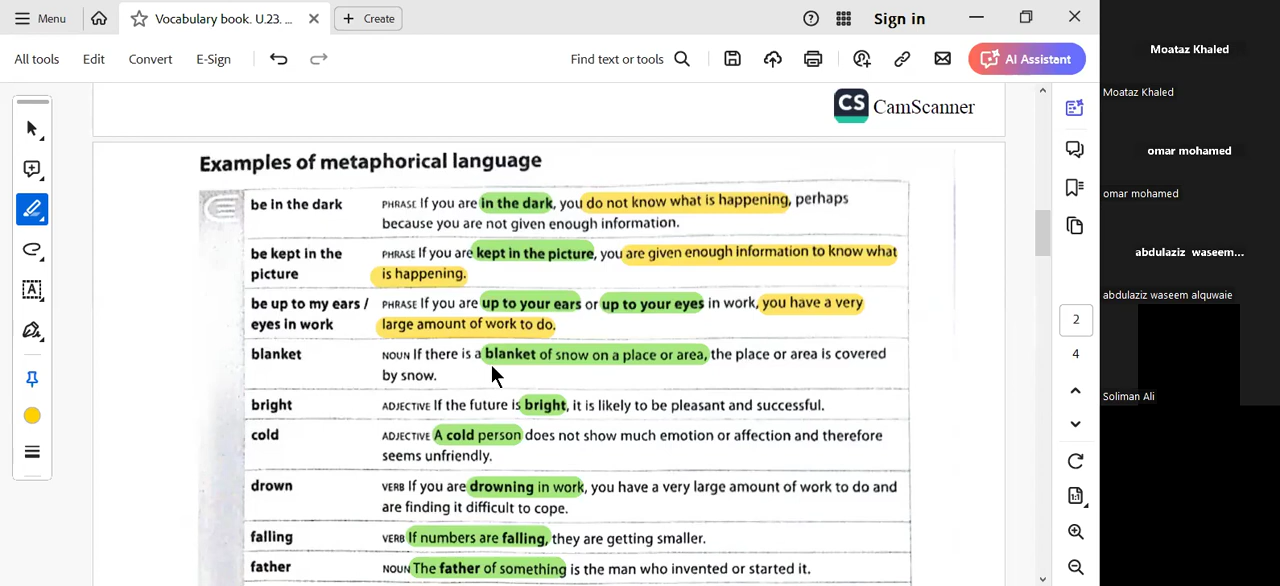 Menu
Vocabulary book. U.23. ...
Create
Sign in
All tools
Edit
Convert
E-Sign
Find text or tools
AI Assistant
CS CamScanner
Examples of metaphorical language
be in the dark
PHRASE If you are in the dark, you do not know what is happening, perhaps
because you are not given enough information.
be kept in the
picture
PHRASE If you are kept in the picture, you are given enough information to know what
is happening.
be up to my ears /
eyes in work
PHRASE If you are up to your ears or up to your eyes in work, you have a very
large amount of work to do.
blanket
NOUN If there is a blanket of snow on a place or area, the place or area is covered
by snow.
bright
ADJECTIVE If the future is bright, it is likely to be pleasant and successful.
cold
ADJECTIVE A cold person does not show much emotion or affection and therefore
seems unfriendly.
drown
VERB If you are drowning in work, you have a very large amount of work to do and
are finding it difficult to cope.
falling
VERB If numbers are falling, they are getting smaller.
father
NOUN The father of something is the man who invented or started it.
2
4
1:1
Moataz Khaled
Moataz Khaled
omar mohamed
omar mohamed
abdulaziz waseem...
abdulaziz waseem alquwaie
Soliman Ali